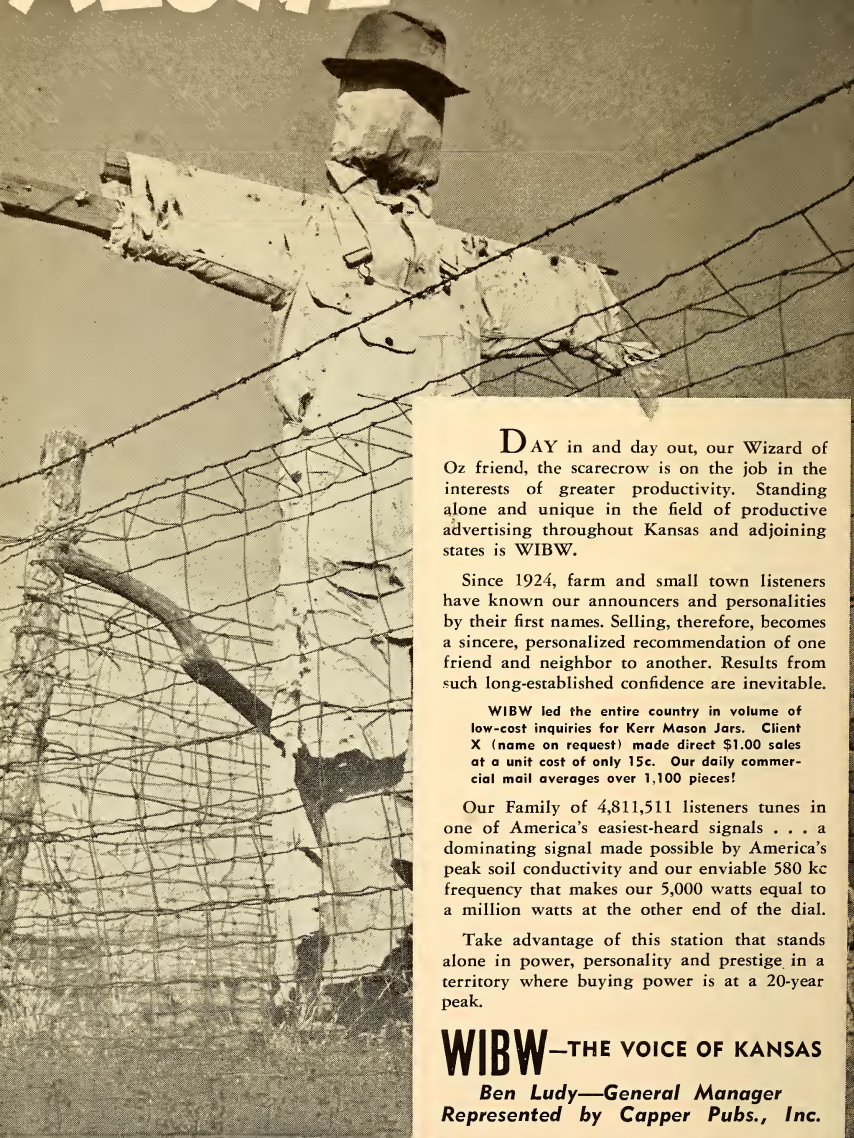 DAY in and day out, our Wizard of
Oz friend, the scarecrow is on the job in the
interests of greater productivity. Standing
alone and unique in the field of productive
advertising throughout Kansas and adjoining
states is WIBW.
Since 1924, farm and small town listeners
have known our announcers and personalities
by their first names. Selling, therefore, becomes
a sincere, personalized recommendation of one
friend and neighbor to another. Results from
such long-established confidence are inevitable.
WIBW led the entire country in volume of
low-cost inquiries for Kerr Mason Jars. Client
X (name on request) made direct $1.00 sales
at a unit cost of only 15c. Our daily commer-
cial mail averages over 1,100 pieces!
Our Family of 4,811,511 listeners tunes in
one of America's easiest-heard signals . . . a
dominating signal made possible by America's
peak soil conductivity and our enviable 580 kc
frequency that makes our 5,000 watts equal to
a million watts at the other end of the dial.
Take advantage of this station that stands
alone in power, personality and prestige in a
territory where buying power is at a 20-year
peak.
WIBW—THE VOICE OF KANSAS
Ben Ludy—General Manager
Represented by Capper Pubs., Inc.